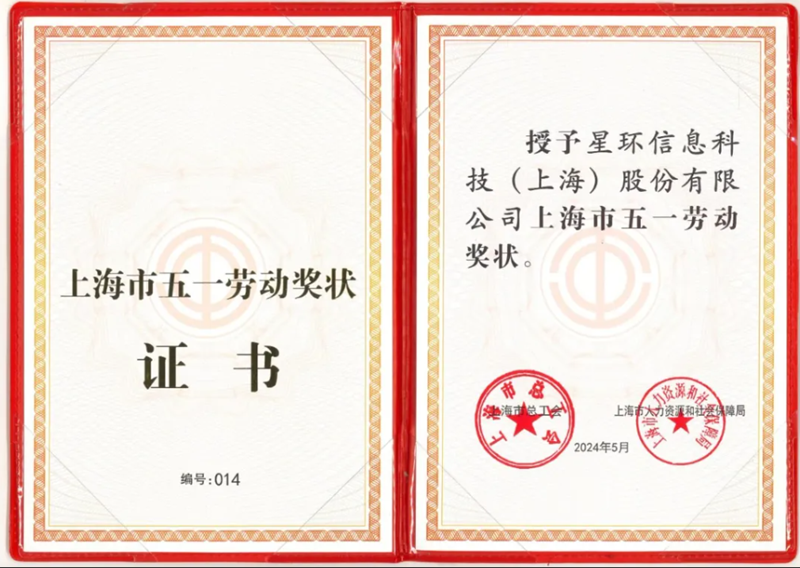 上海市五一劳动奖状
证 书
编号:014
授予星环信息科
技（上海）股份有限
公司上海市五一劳动
奖状。
上海市总工会
上海市人力资源和社会保障局
上海市总工会
上海市人力资源和社会保障局
2024年5月